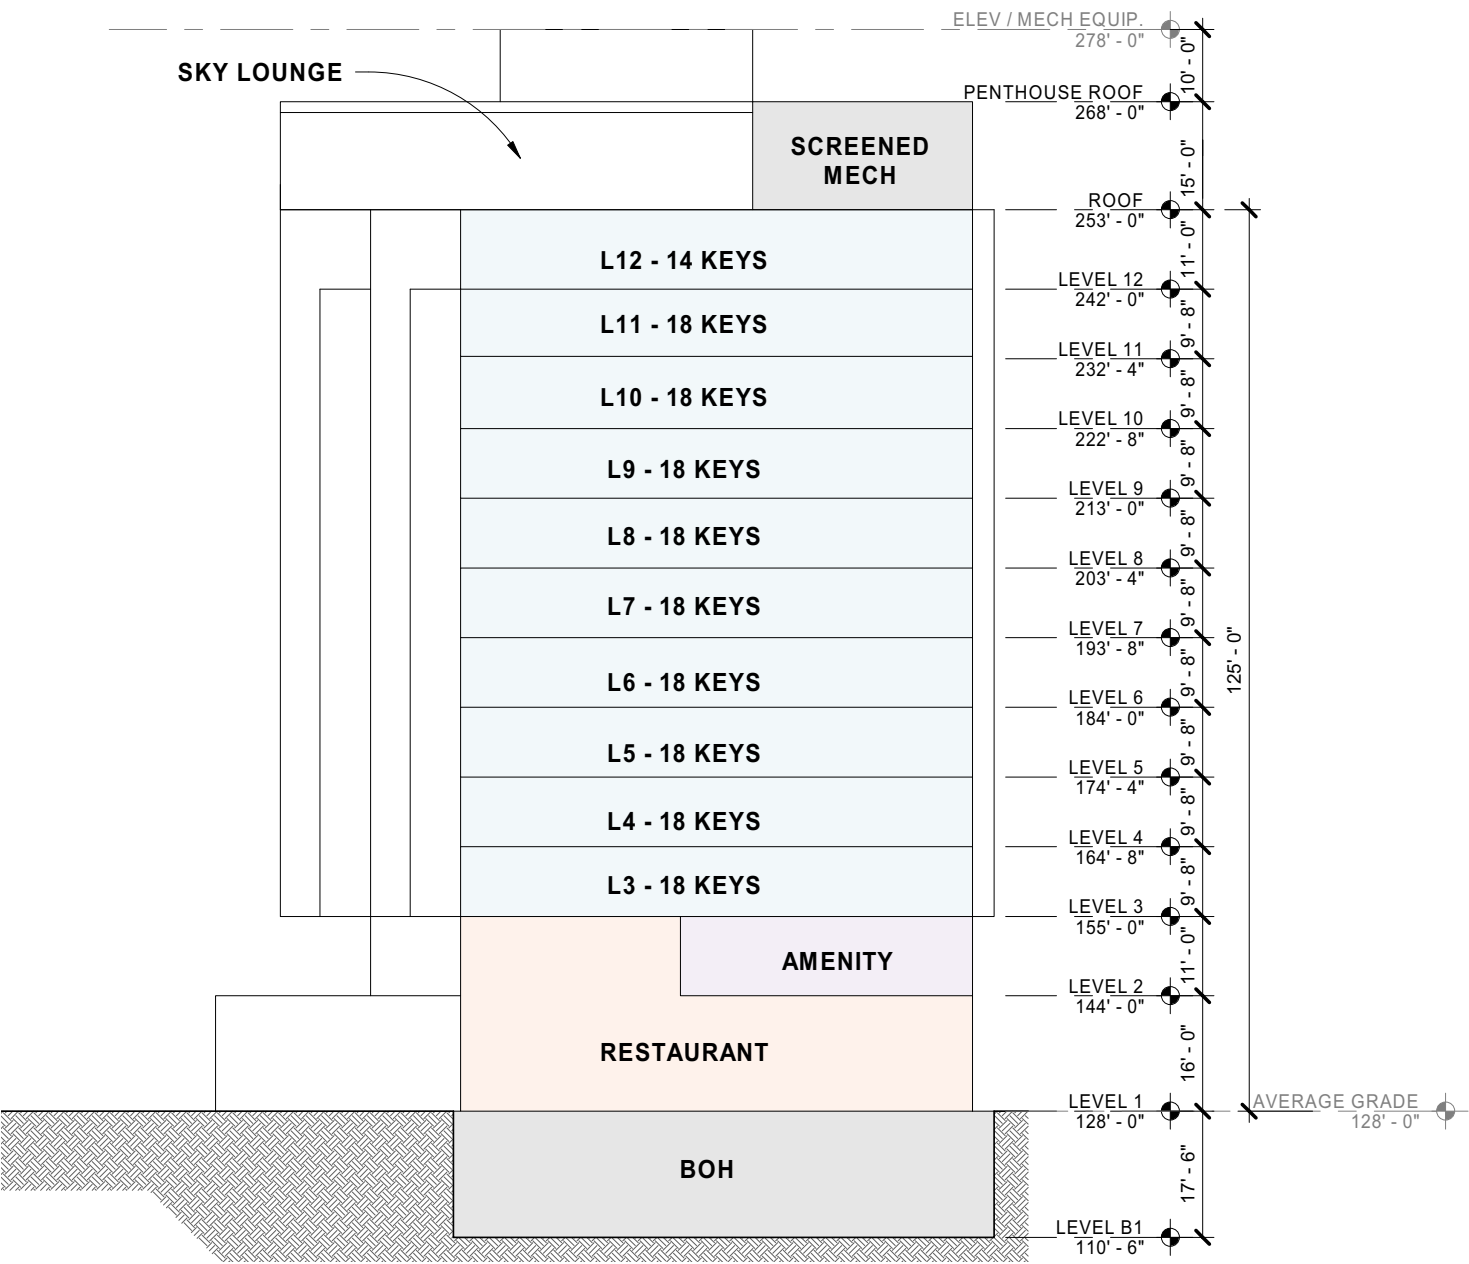 ELEV / MECH EQUIP.
278' - 0"
10' - 0"
SKY LOUNGE
PENTHOUSE ROOF
268' - 0"
SCREENED
MECH
15' - 0"
ROOF
253' - 0"
11' - 0"
L12 - 14 KEYS
LEVEL 12
242' - 0"
9' - 8"
L11 - 18 KEYS
LEVEL 11
232' - 4"
9' - 8"
L10 - 18 KEYS
LEVEL 10
222' - 8"
9' - 8"
L9 - 18 KEYS
LEVEL 9
213' - 0"
9' - 8"
L8 - 18 KEYS
LEVEL 8
203' - 4"
9' - 8"
L7 - 18 KEYS
LEVEL 7
193' - 8"
9' - 8"
125' - 0"
L6 - 18 KEYS
LEVEL 6
184' - 0"
9' - 8"
L5 - 18 KEYS
LEVEL 5
174' - 4"
9' - 8"
L4 - 18 KEYS
LEVEL 4
164' - 8"
9' - 8"
L3 - 18 KEYS
LEVEL 3
155' - 0"
11' - 0"
AMENITY
LEVEL 2
144' - 0"
16' - 0"
RESTAURANT
LEVEL 1
128' - 0"
AVERAGE GRADE
128' - 0"
17' - 6"
BOH
LEVEL B1
110' - 6"